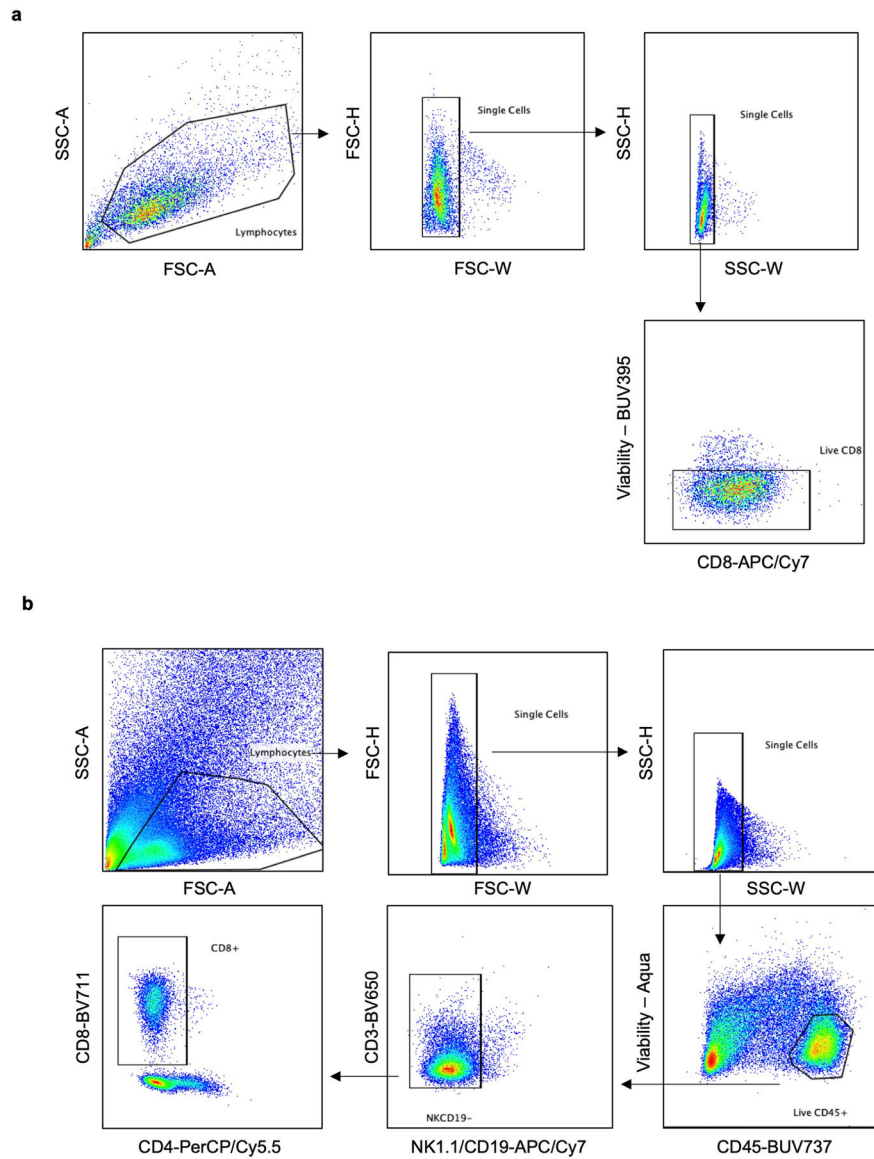 a
SSC-A
Lymphocytes
FSC-A
FSC-H
Single Cells
FSC-W
SSC-H
Single Cells
SSC-W
Viability – BUV395
Live CD8
CD8-APC/Cy7
b
SSC-A
Lymphocytes
FSC-A
FSC-H
Single Cells
FSC-W
SSC-H
Single Cells
SSC-W
CD8-BV711
CD8+
CD4-PerCP/Cy5.5
CD3-BV650
NKCD19-
NK1.1/CD19-APC/Cy7
Viability – Aqua
Live CD45+
CD45-BUV737